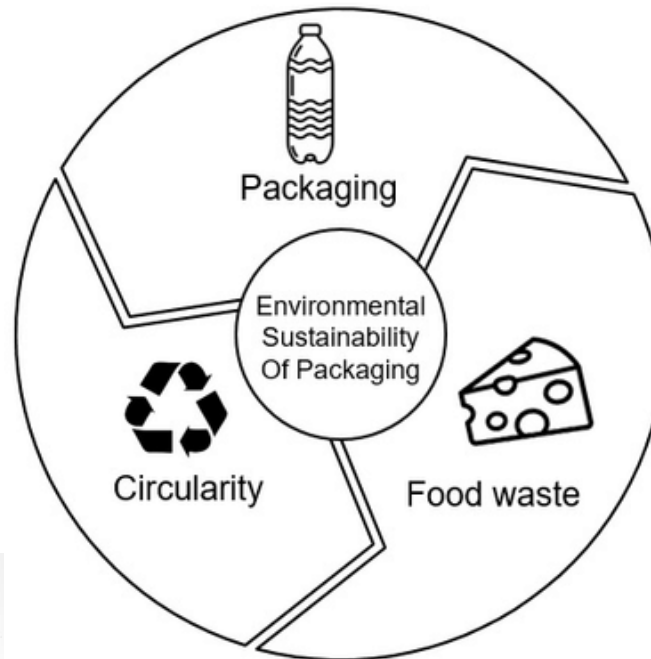 Packaging
Environmental
Sustainability
Of Packaging
Circularity
Food waste